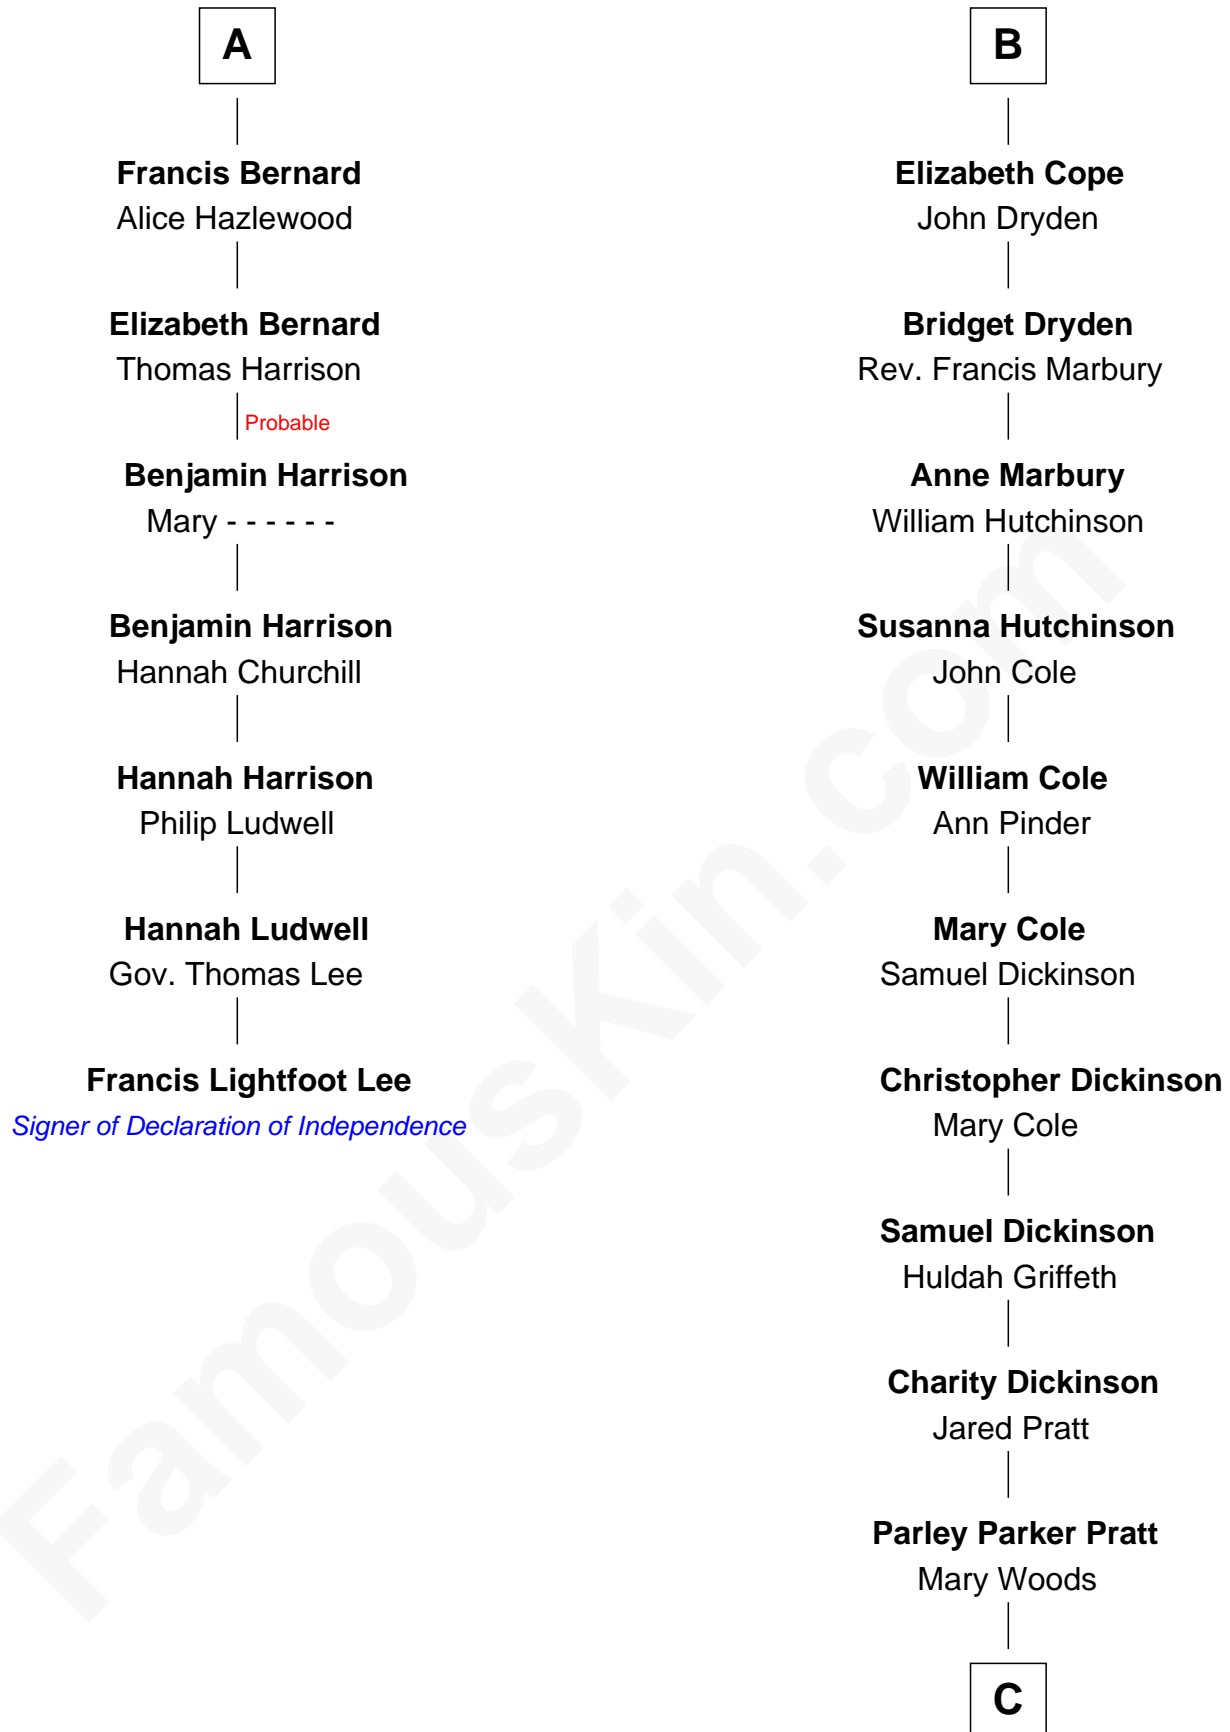 A
Francis Bernard
Alice Hazlewood
Elizabeth Bernard
Thomas Harrison
Probable
Benjamin Harrison
Mary - - - - - -
Benjamin Harrison
Hannah Churchill
Hannah Harrison
Philip Ludwell
Hannah Ludwell
Gov. Thomas Lee
Francis Lightfoot Lee
Signer of Declaration of Independence
B
Elizabeth Cope
John Dryden
Bridget Dryden
Rev. Francis Marbury
Anne Marbury
William Hutchinson
Susanna Hutchinson
John Cole
William Cole
Ann Pinder
Mary Cole
Samuel Dickinson
Christopher Dickinson
Mary Cole
Samuel Dickinson
Huldah Griffeth
Charity Dickinson
Jared Pratt
Parley Parker Pratt
Mary Woods
C
FamousKin.com